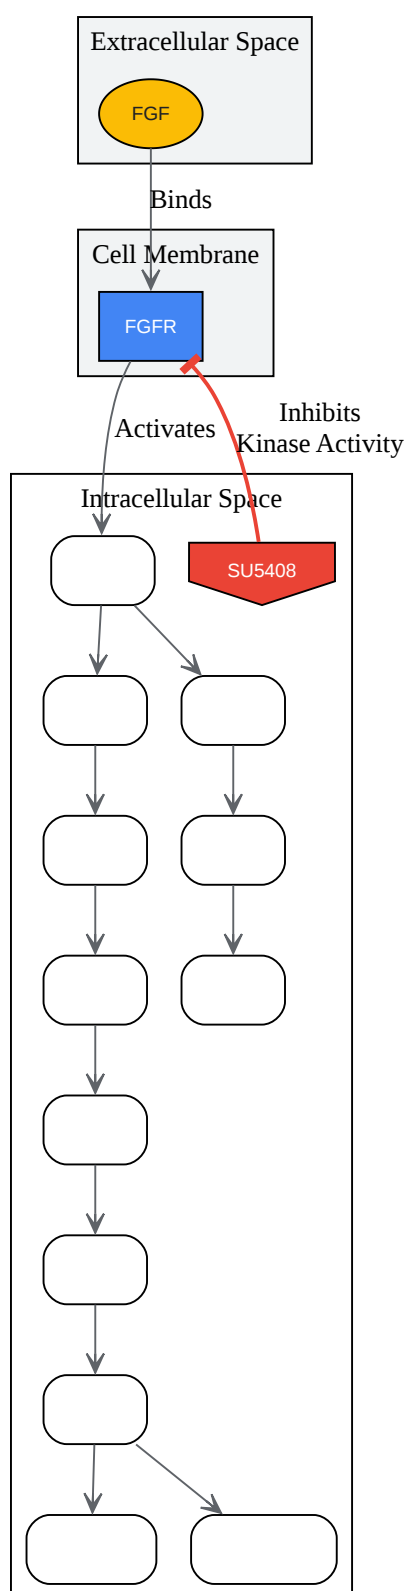 Extracellular Space
FGF
Binds
Cell Membrane
FGFR
Activates
Inhibits
Kinase Activity
Intracellular Space
SU5408